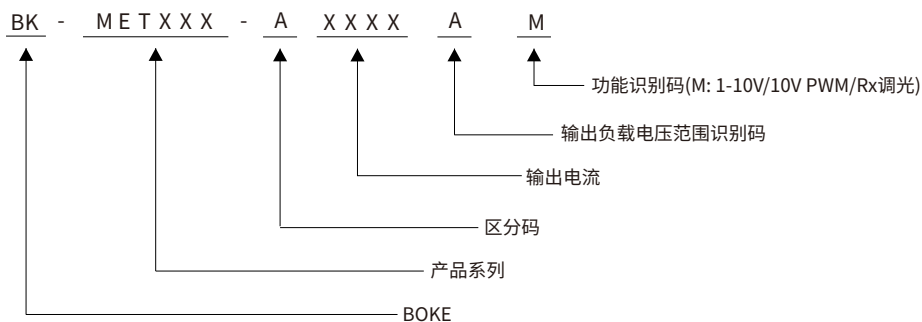 BK - METXXX - A XXXX A M
功能识别码(M: 1-10V/10V PWM/Rx调光)
输出负载电压范围识别码
输出电流
区分码
产品系列
BOKE